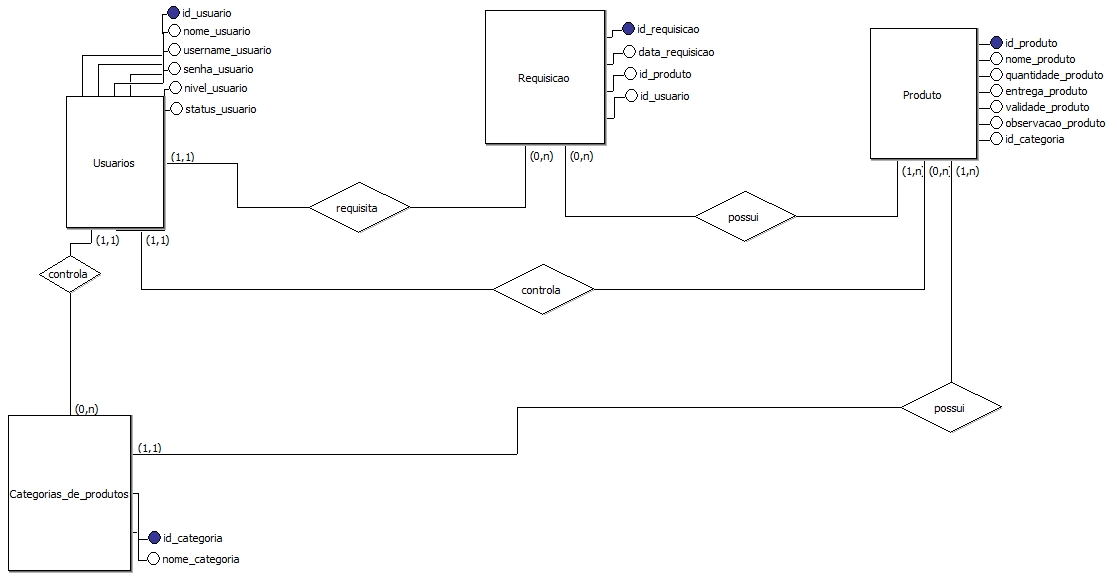 id_usuario
nome_usuario
username_usuario
senha_usuario
nivel_usuario
status_usuario
Usuarios
(1,1)
requisita
Requisicao
id_requisicao
data_requisicao
id_produto
id_usuario
(0,n)
(0,n)
possui
Produto
id_produto
nome_produto
quantidade_produto
entrega_produto
validade_produto
observacao_produto
id_categoria
(1,n)
(0,n)
(1,n)
(1,1)
(1,1)
controla
controla
(0,n)
(1,1)
possui
Categorias_de_produtos
id_categoria
nome_categoria